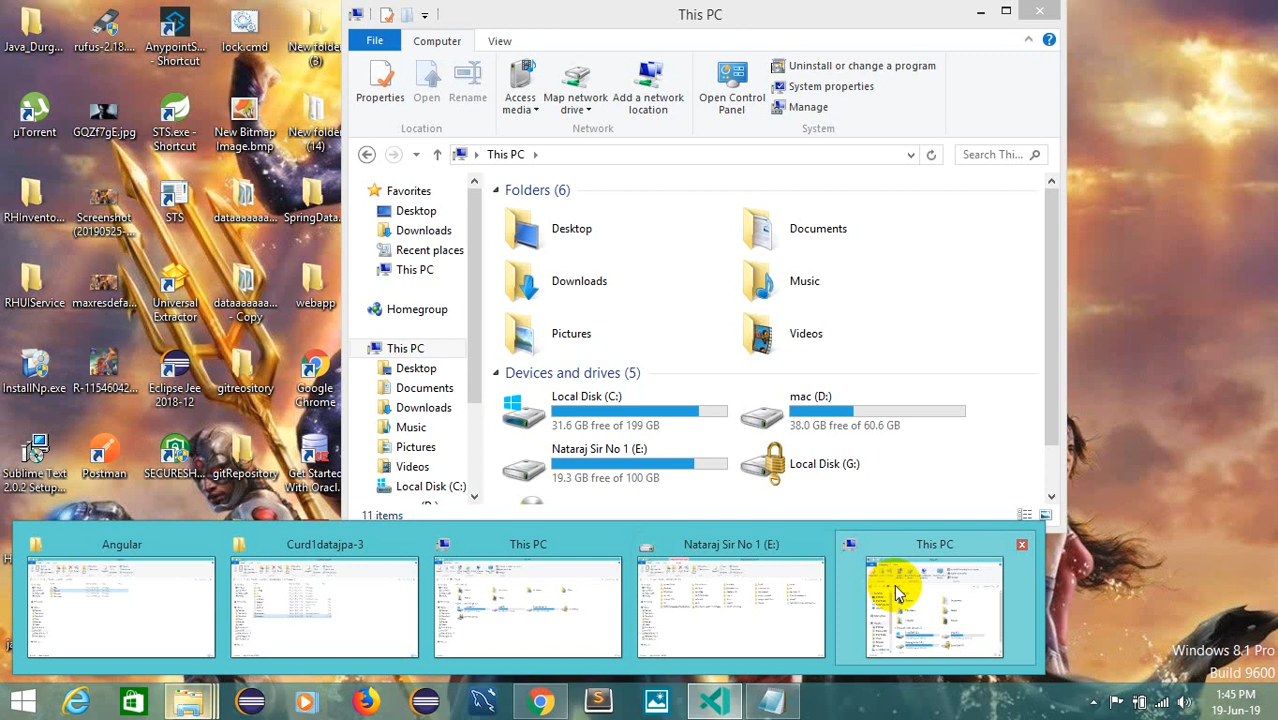 Java_Durg...
rufus-2.18....
AnypointS...
- Shortcut
lock.cmd
New folder
(3)
µTorrent
GQZf7gE.jpg
STS.exe -
Shortcut
New Bitmap
Image.bmp
New folder
(14)
RHInvento...
Screenshot
(20190525-...
STS
dataaaaaaa...
SpringData...
RHUIService
maxresdefa...
Universal
Extractor
dataaaaaaa...
- Copy
webapp
InstallNp.exe
R-11546042...
Eclipse Jee
2018-12
gitreository
Google
Chrome
Sublime Text
2.0.2 Setup...
Postman
SECURESH...
gitRepository
Get Started
With Oracl...
This PC
File
Computer
View
Properties
Open
Rename
Location
Access
media
Map network
drive
Add a network
location
Network
Open Control
Panel
Uninstall or change a program
System properties
Manage
System
This PC
Search Thi...
Favorites
Desktop
Downloads
Recent places
This PC
Homegroup
This PC
Desktop
Documents
Downloads
Music
Pictures
Videos
Local Disk (C:)
Folders (6)
Desktop
Documents
Downloads
Music
Pictures
Videos
Devices and drives (5)
Local Disk (C:)
31.6 GB free of 199 GB
mac (D:)
38.0 GB free of 60.6 GB
Nataraj Sir No 1 (E:)
19.3 GB free of 100 GB
Local Disk (G:)
11 items
Angular
Curd1datajpa-3
This PC
Nataraj Sir No 1 (E:)
This PC
Windows 8.1 Pro
Build 9600
1:45 PM
19-Jun-19